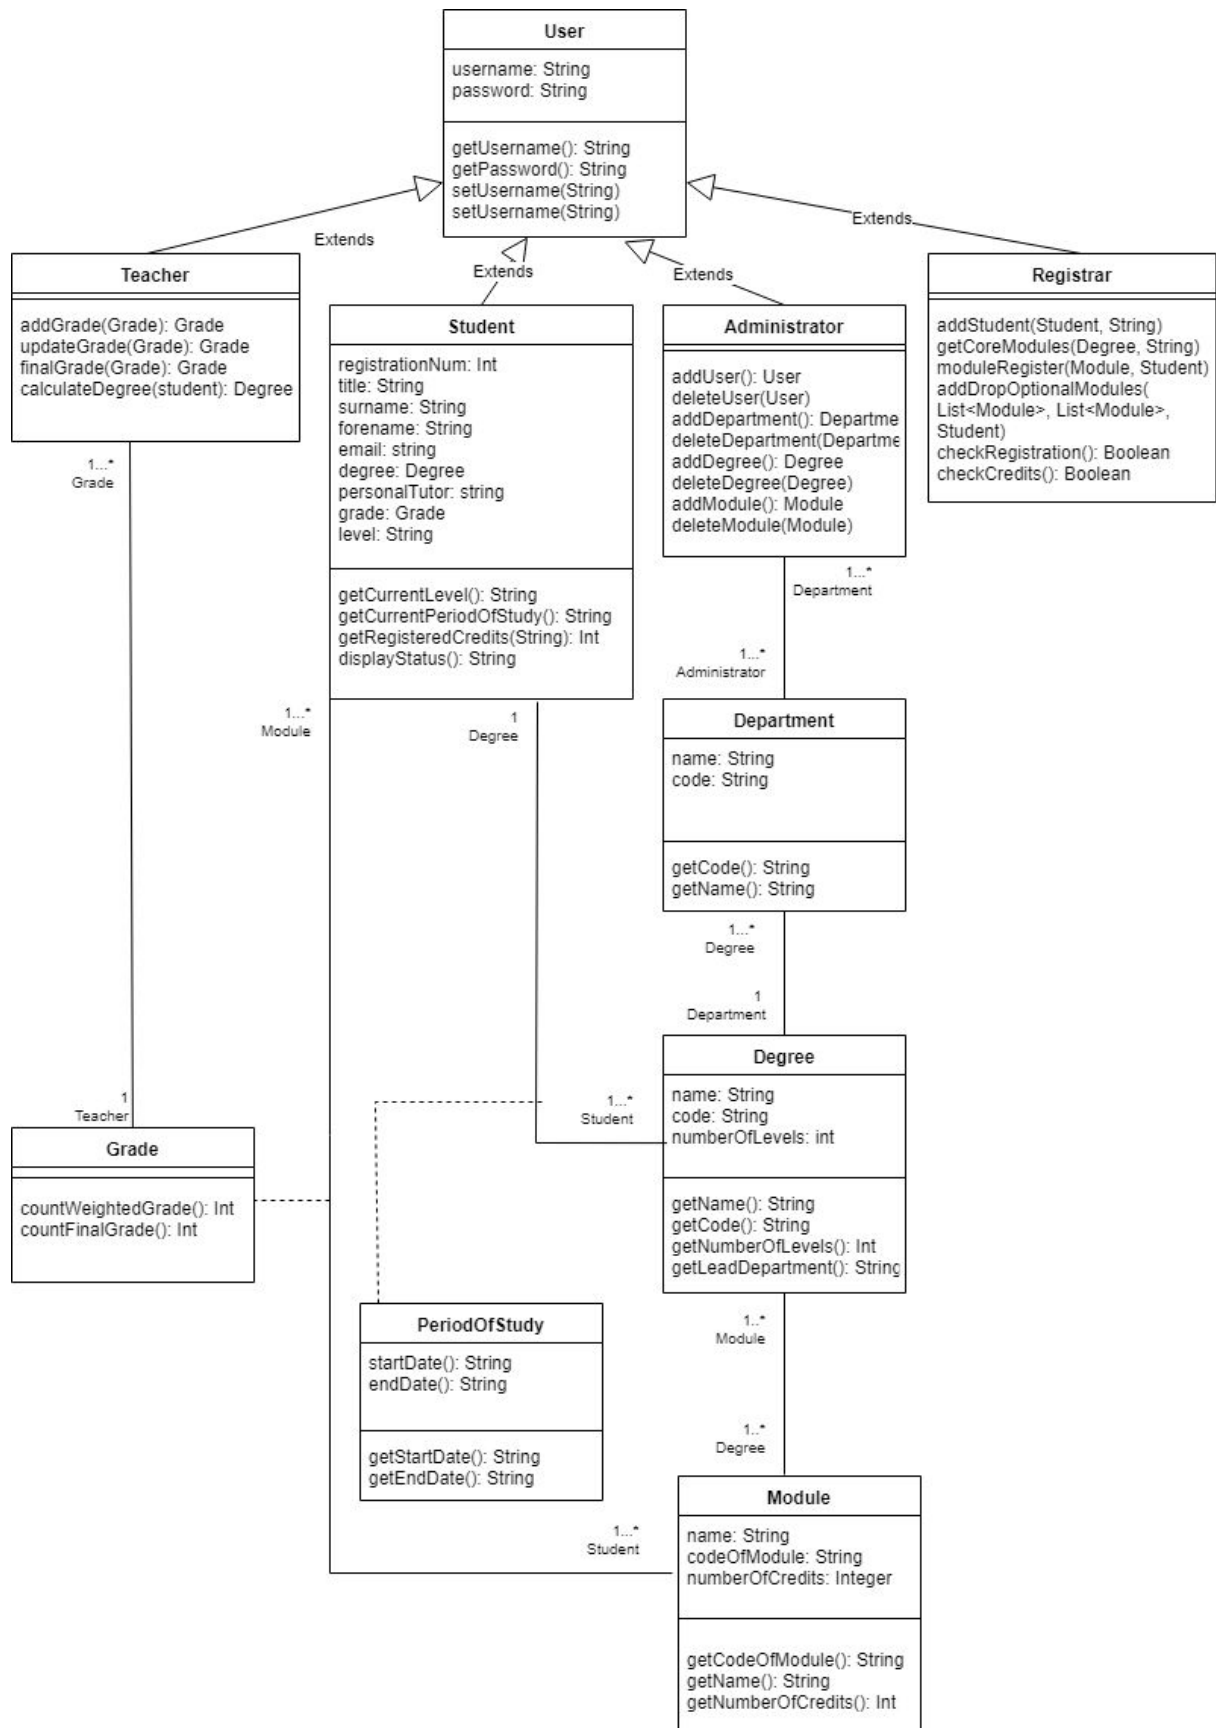 User
username: String
password: String
getUsername(): String
getPassword(): String
setUsername(String)
setUsername(String)
Extends
Extends
Extends
Extends
Teacher
addGrade(Grade): Grade
updateGrade(Grade): Grade
finalGrade(Grade): Grade
calculateDegree(student): Degree
1...*
Grade
Student
registrationNum: Int
title: String
surname: String
forename: String
email: string
degree: Degree
personalTutor: string
grade: Grade
level: String
getCurrentLevel(): String
getCurrentPeriodOfStudy(): String
getRegisteredCredits(String): Int
displayStatus(): String
1...*
Module
1
Degree
Administrator
addUser(): User
deleteUser(User)
addDepartment(): Departme
deleteDepartment(Departme
addDegree(): Degree
deleteDegree(Degree)
addModule(): Module
deleteModule(Module)
1...*
Department
1...*
Administrator
Registrar
addStudent(Student, String)
getCoreModules(Degree, String)
moduleRegister(Module, Student)
addDropOptionalModules(
List<Module>, List<Module>,
Student)
checkRegistration(): Boolean
checkCredits(): Boolean
Department
name: String
code: String
getCode(): String
getName(): String
1...*
Degree
1
Department
Degree
name: String
code: String
numberOfLevels: int
getName(): String
getCode(): String
getNumberOfLevels(): Int
getLeadDepartment(): String
1...*
Student
1
Teacher
Grade
countWeightedGrade(): Int
countFinalGrade(): Int
PeriodOfStudy
startDate(): String
endDate(): String
getStartDate(): String
getEndDate(): String
1..*
Module
1..*
Degree
1...*
Student
Module
name: String
codeOfModule: String
numberOfCredits: Integer
getCodeOfModule(): String
getName(): String
getNumberOfCredits(): Int